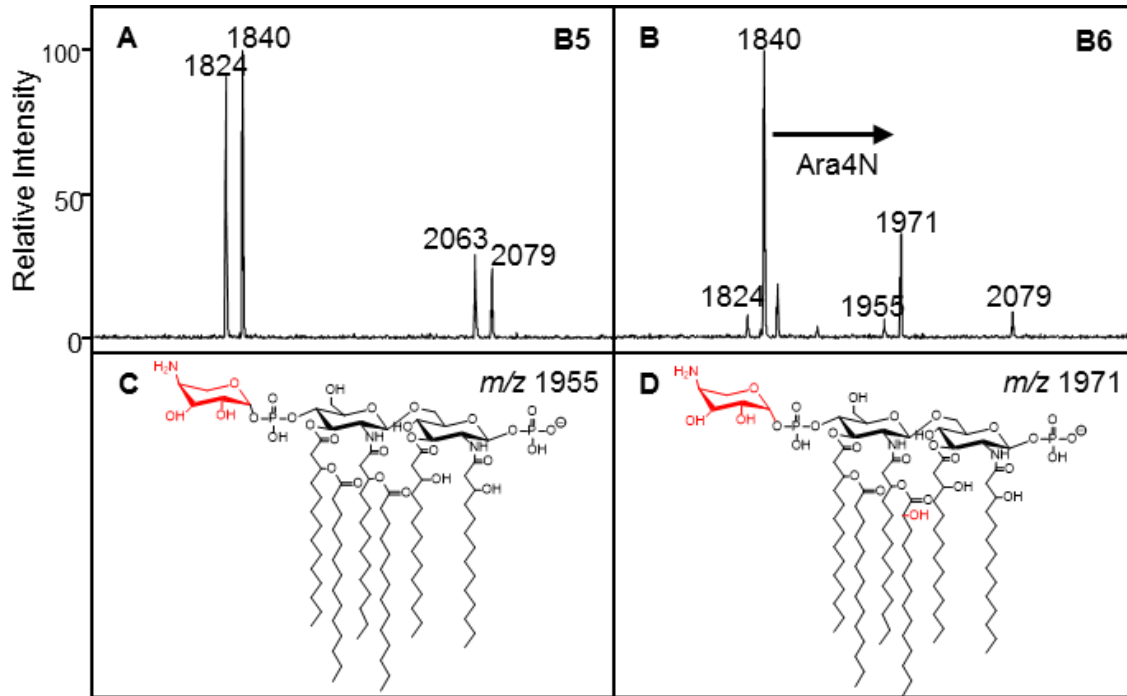 A
B5
1840
1824
2063
2079
100
50
0
Relative Intensity
B
B6
1840
Ara4N
1971
1824
1955
2079
C
m/z 1955
H₂N
O
OH
OH
O
O
P
O
OH
OH
O
O
H
O
HO
O
O
NH
O
O
NH
O
P
O⊖
OH
O
O
O
O
O
O
OH
O
OH
D
m/z 1971
H₂N
O
OH
OH
O
O
P
O
OH
HO
O
O
H
O
HO
O
O
NH
O
O
NH
O
P
O⊖
OH
O
O
O
O
O
O
OH
O
OH
OH